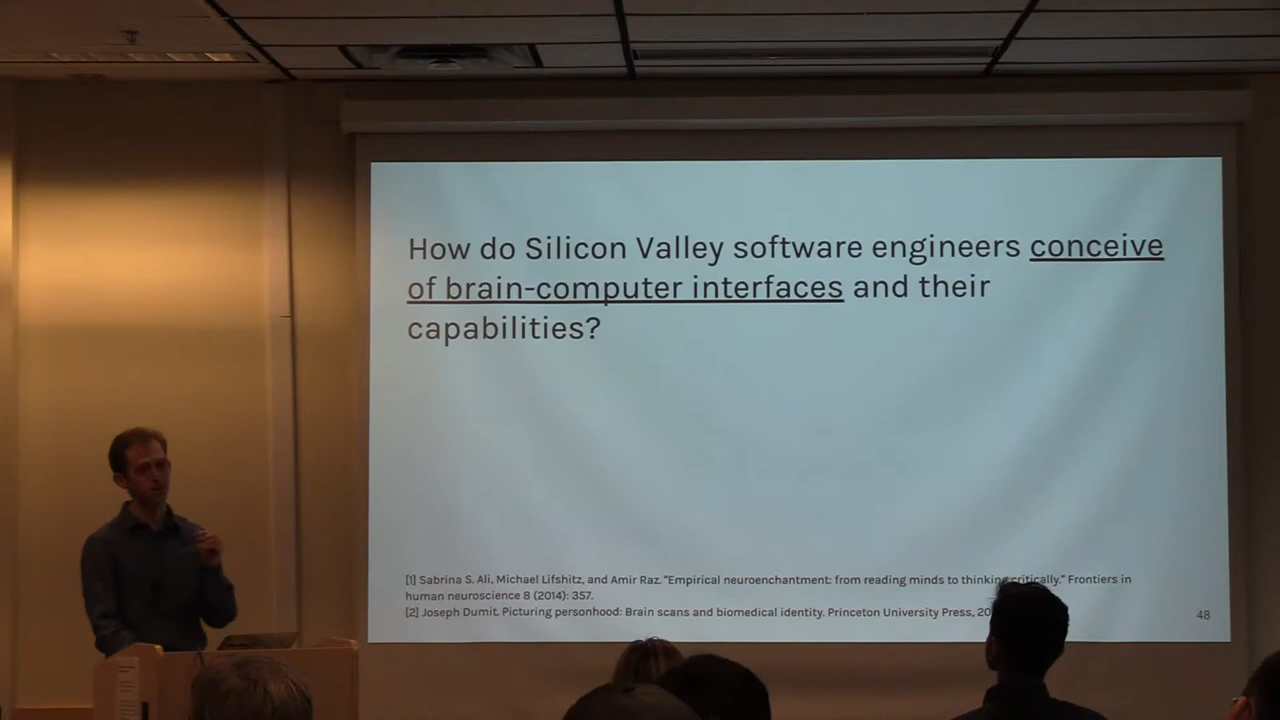 How do Silicon Valley software engineers conceive
of brain-computer interfaces and their
capabilities?
[1] Sabrina S. Ali, Michael Lifshitz, and Amir Raz. "Empirical neuroenchantment: from reading minds to thinking critically." Frontiers in
human neuroscience 8 (2014): 357.
[2] Joseph Dumit. Picturing personhood: Brain scans and biomedical identity. Princeton University Press,
48